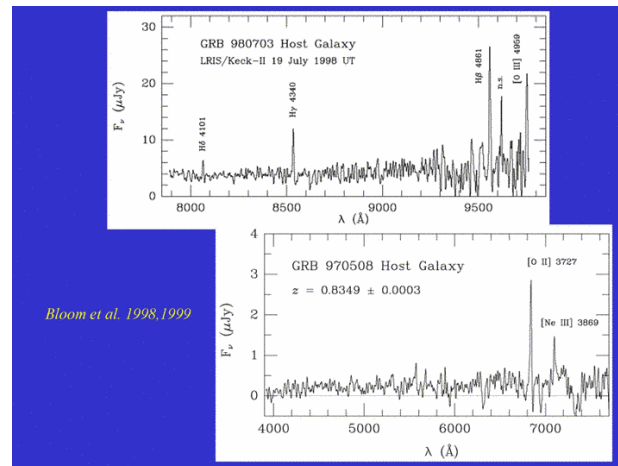 GRB 980703 Host Galaxy
LRIS/Keck-II 19 July 1998 UT
Hδ 4101
Hγ 4340
Hβ 4861
n.s.
[O III] 4959
Fν (μJy)
30
20
10
0
8000 8500 9000 9500
λ (Å)
GRB 970508 Host Galaxy
z = 0.8349 ± 0.0003
[O II] 3727
[Ne III] 3869
Fν (μJy)
4
3
2
1
0
4000 5000 6000 7000
λ (Å)
Bloom et al. 1998,1999